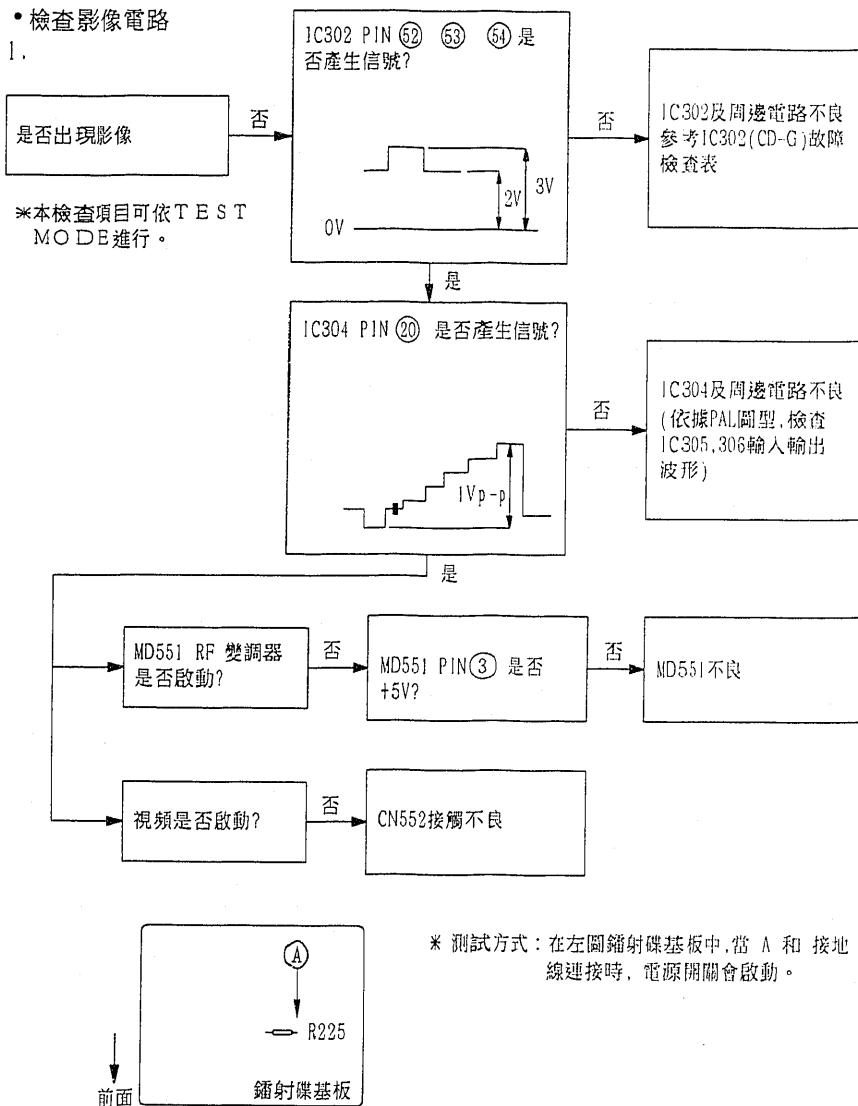 •檢查影像電路
1.
是否出現影像
否
*本檢查項目可依TEST
MODE進行。
IC302 PIN 52 53 54 是
否產生信號?
3V
2V
0V
否
IC302及周邊電路不良
參考IC302(CD-G)故障
檢查表
是
IC304 PIN 20 是否產生信號?
1Vp-p
否
IC304及周邊電路不良
(依據PAL圖型,檢查
IC305,306輸入輸出
波形)
是
MD551 RF 變調器
是否啟動?
否
MD551 PIN 3 是否
+5V?
否
MD551不良
視頻是否啟動?
否
CN552接觸不良
A
R225
前面
鐳射碟基板
* 測試方式:在左圖鐳射碟基板中,當 A 和 接地
線連接時, 電源開關會啟動。